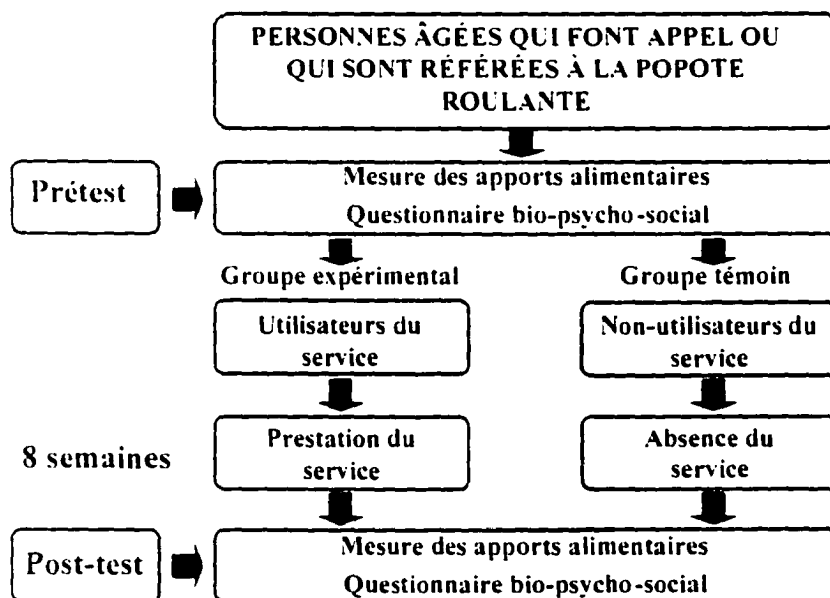 PERSONNES ÂGÉES QUI FONT APPEL OU
QUI SONT RÉFÉRÉES À LA POPOTE
ROULANTE
Prétest
Mesure des apports alimentaires
Questionnaire bio-psycho-social
Groupe expérimental
Groupe témoin
Utilisateurs du
service
Non-utilisateurs du
service
8 semaines
Prestation du
service
Absence du
service
Post-test
Mesure des apports alimentaires
Questionnaire bio-psycho-social